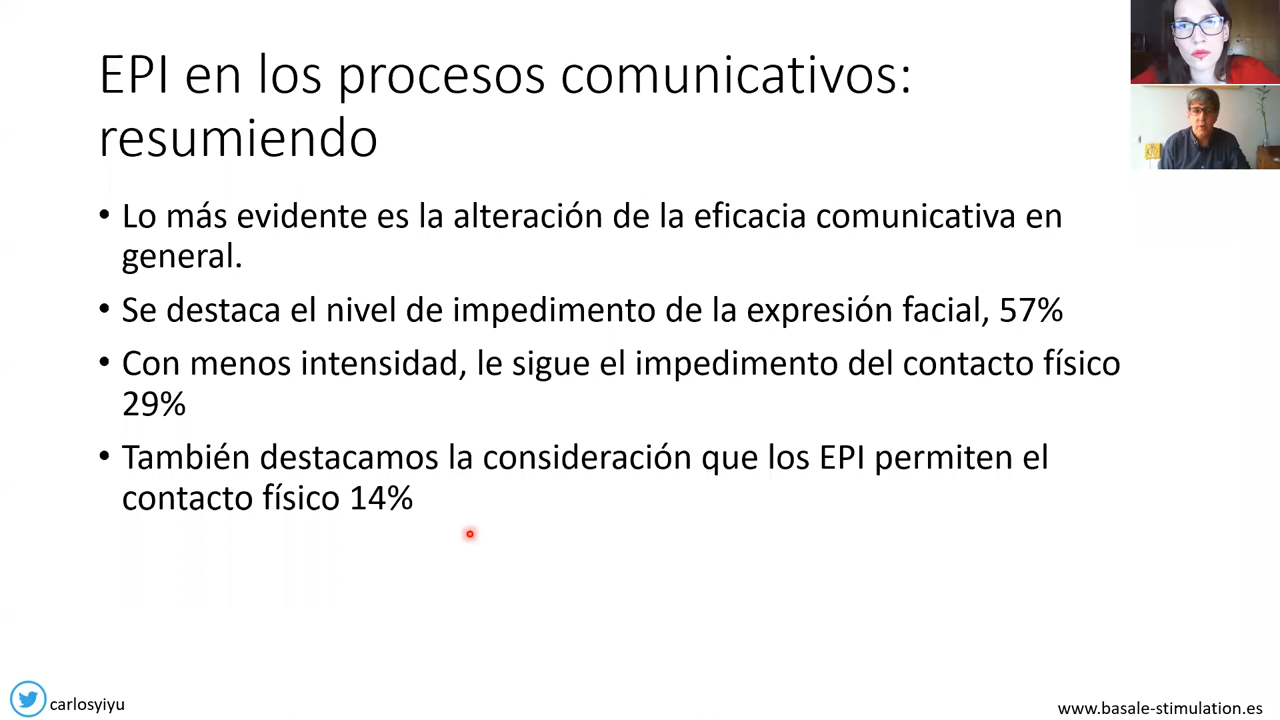 EPI en los procesos comunicativos:
resumiendo
• Lo más evidente es la alteración de la eficacia comunicativa en
general.
• Se destaca el nivel de impedimento de la expresión facial, 57%
• Con menos intensidad, le sigue el impedimento del contacto físico
29%
• También destacamos la consideración que los EPI permiten el
contacto físico 14%
carlosyiyu
www.basale-stimulation.es